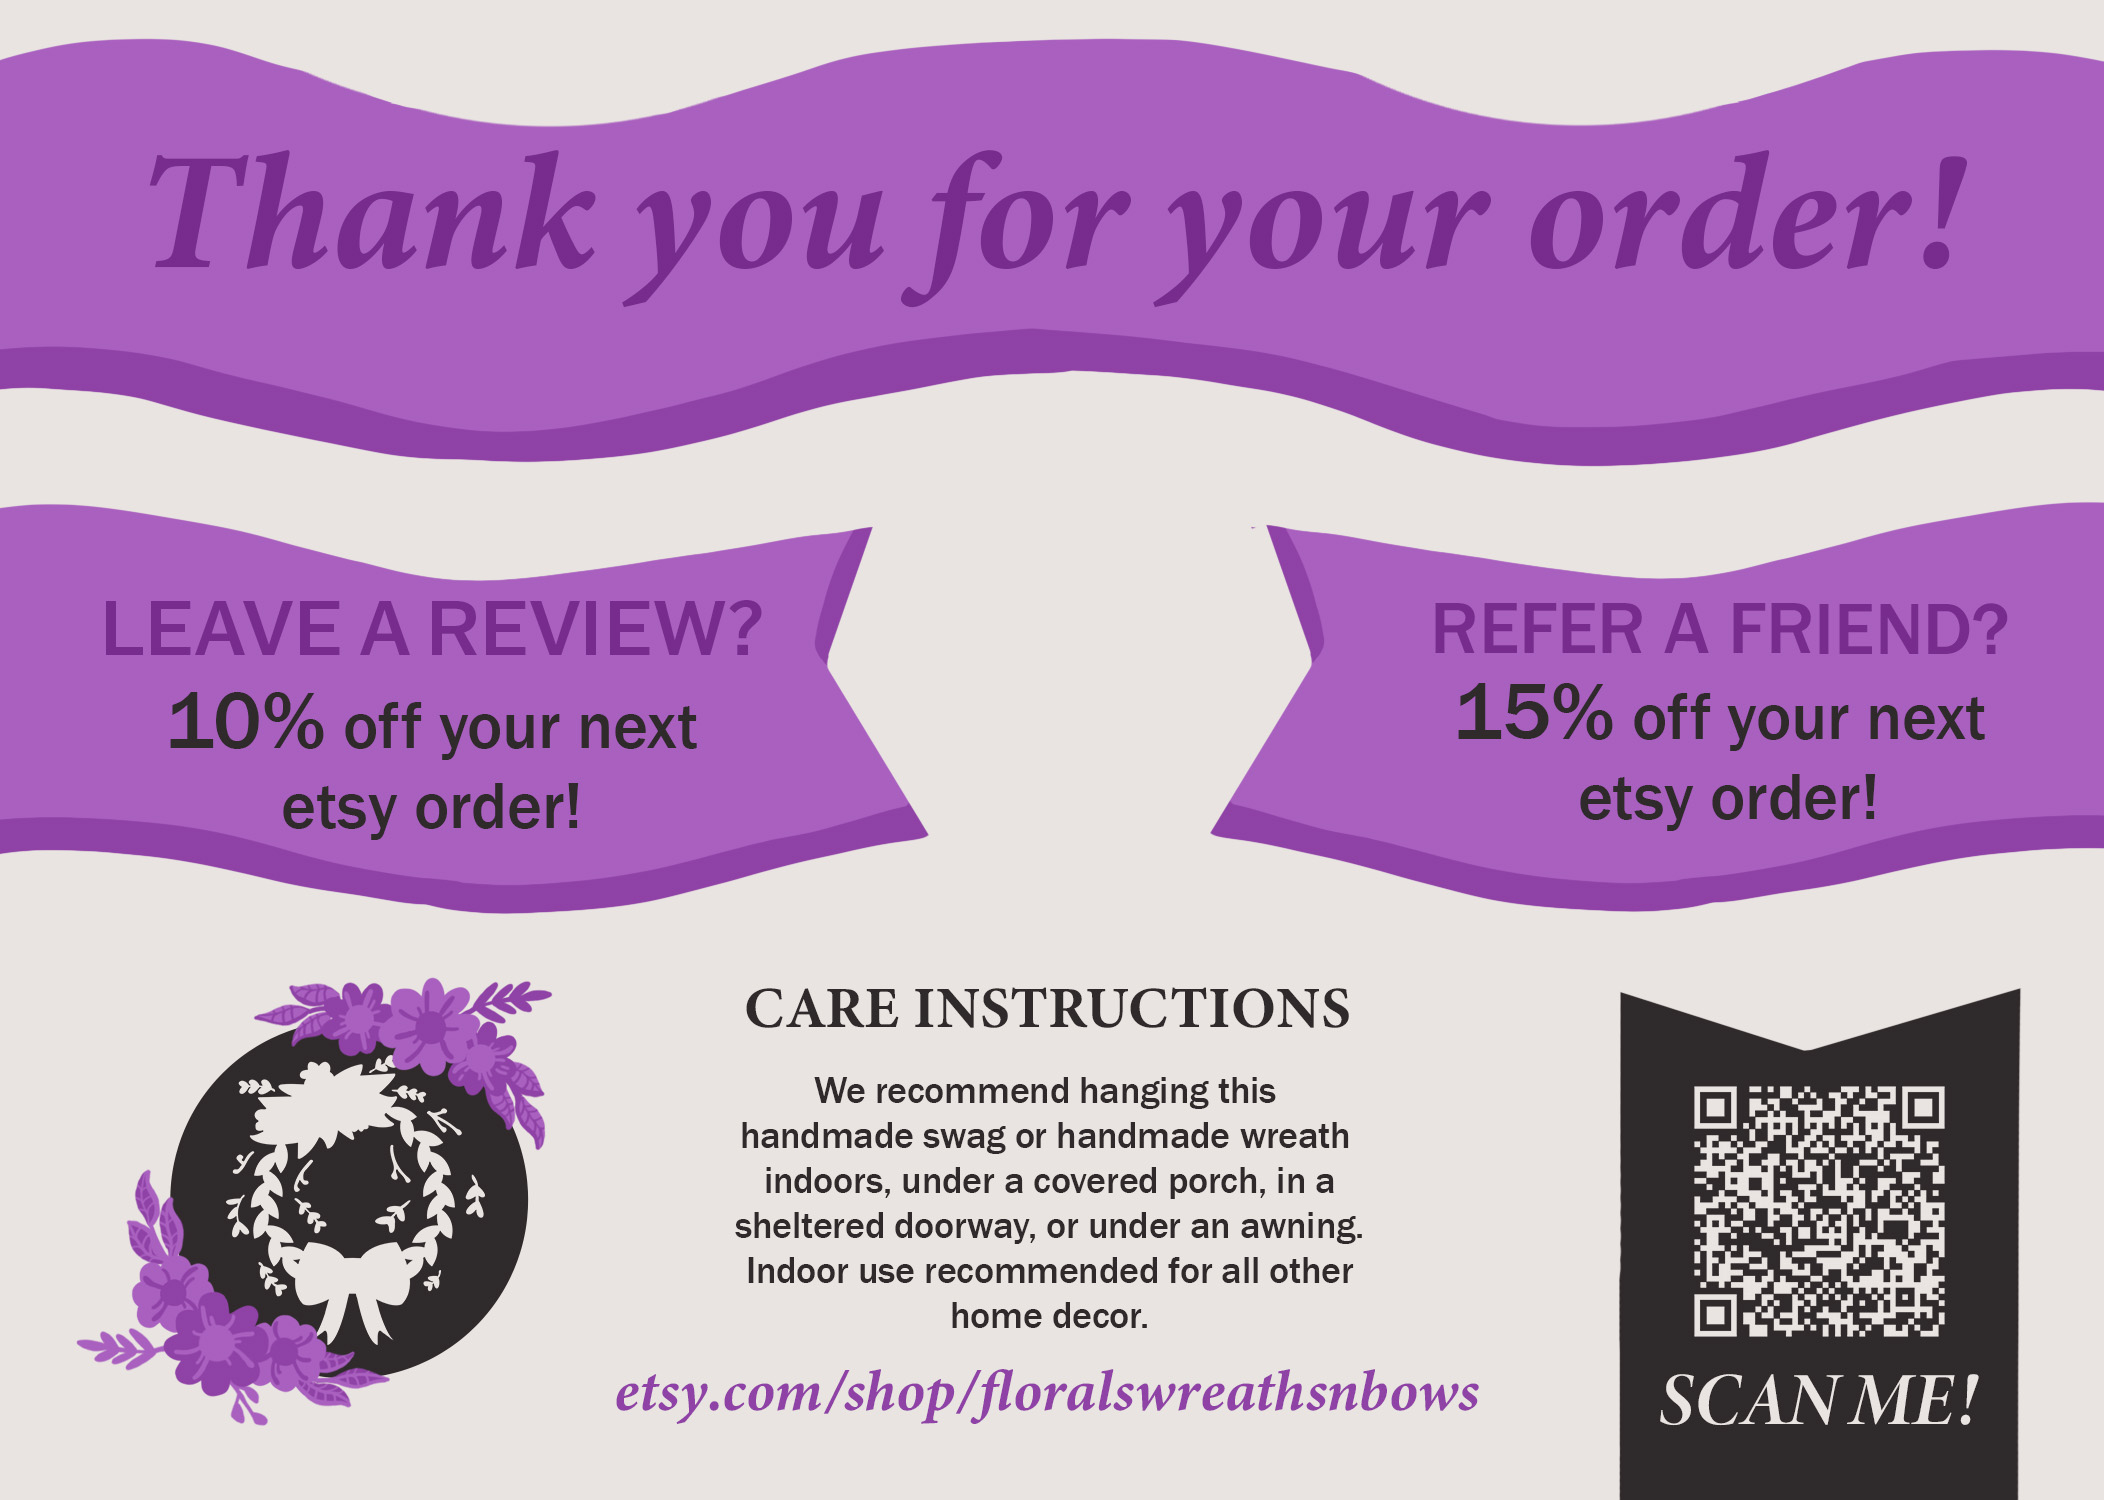 Thank you for your order!
LEAVE A REVIEW?
10% off your next
etsy order!
REFER A FRIEND?
15% off your next
etsy order!
CARE INSTRUCTIONS
We recommend hanging this
handmade swag or handmade wreath
indoors, under a covered porch, in a
sheltered doorway, or under an awning.
Indoor use recommended for all other
home decor.
etsy.com/shop/floralswreathsnbows
SCAN ME!